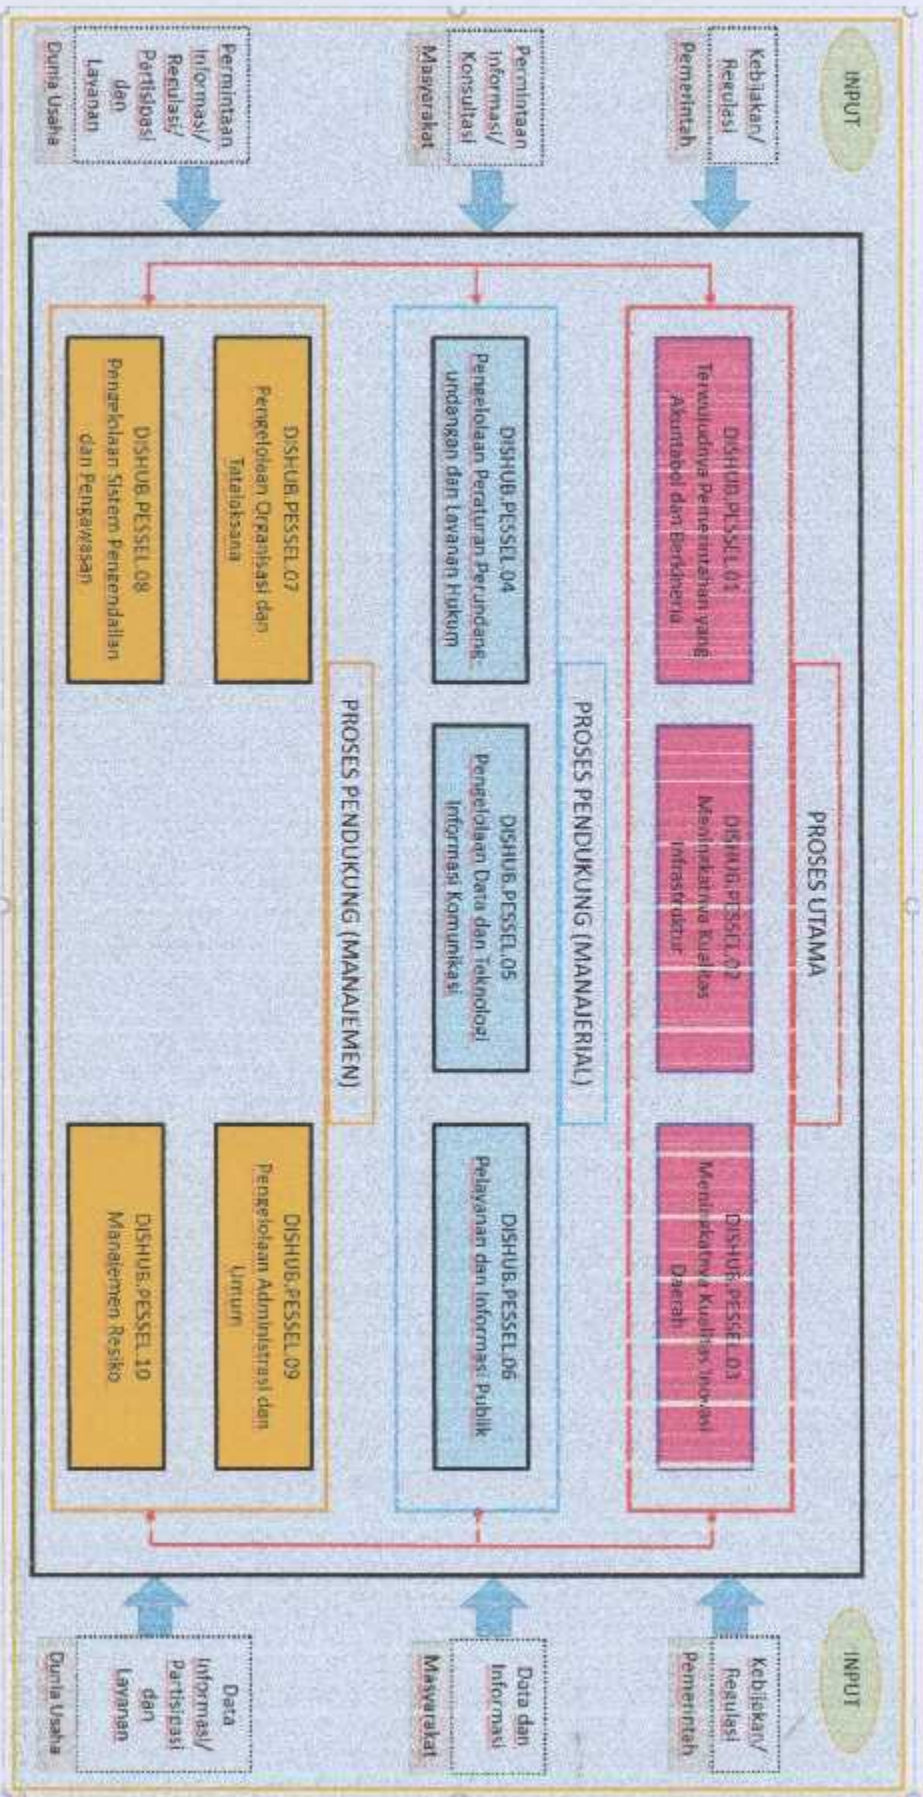 INPUT
Kebijakan/
Regulasi
Pemerintah
Permintaan
informasi/
Konsultasi
Masyarakat
Permintaan
Informasi/
Regulasi/
Partisipasi
dan
Layanan
Dunia Usaha
PROSES UTAMA
DISHUB.PESSEL.01
Terwujudnya Pemerintahan yang
Akuntabel dan Berkinerja
DISHUB.PESSEL.02
Meningkatnya Kualitas
Infrastruktur
DISHUB.PESSEL.03
Meningkatnya Kualitas Inovasi
Daerah
PROSES PENDUKUNG (MANAJERIAL)
DISHUB.PESSEL.04
Pengelolaan Peraturan Perundang-
undangan dan Layanan Hukum
DISHUB.PESSEL.05
Pengelolaan Data dan Teknologi
Informasi Komunikasi
DISHUB.PESSEL.06
Pelayanan dan Informasi Publik
PROSES PENDUKUNG (MANAJEMEN)
DISHUB.PESSEL.07
Pengelolaan Organisasi dan
Tatalaksana
DISHUB.PESSEL.09
Pengelolaan Administrasi dan
Umum
DISHUB.PESSEL.08
Pengelolaan Sistem Pengendalian
dan Pengawasan
DISHUB.PESSEL.10
Manajemen Resiko
INPUT
Kebijakan/
Regulasi
Pemerintah
Data dan
Informasi
Masyarakat
Data
Informasi/
Partisipasi
dan
Layanan
Dunia Usaha